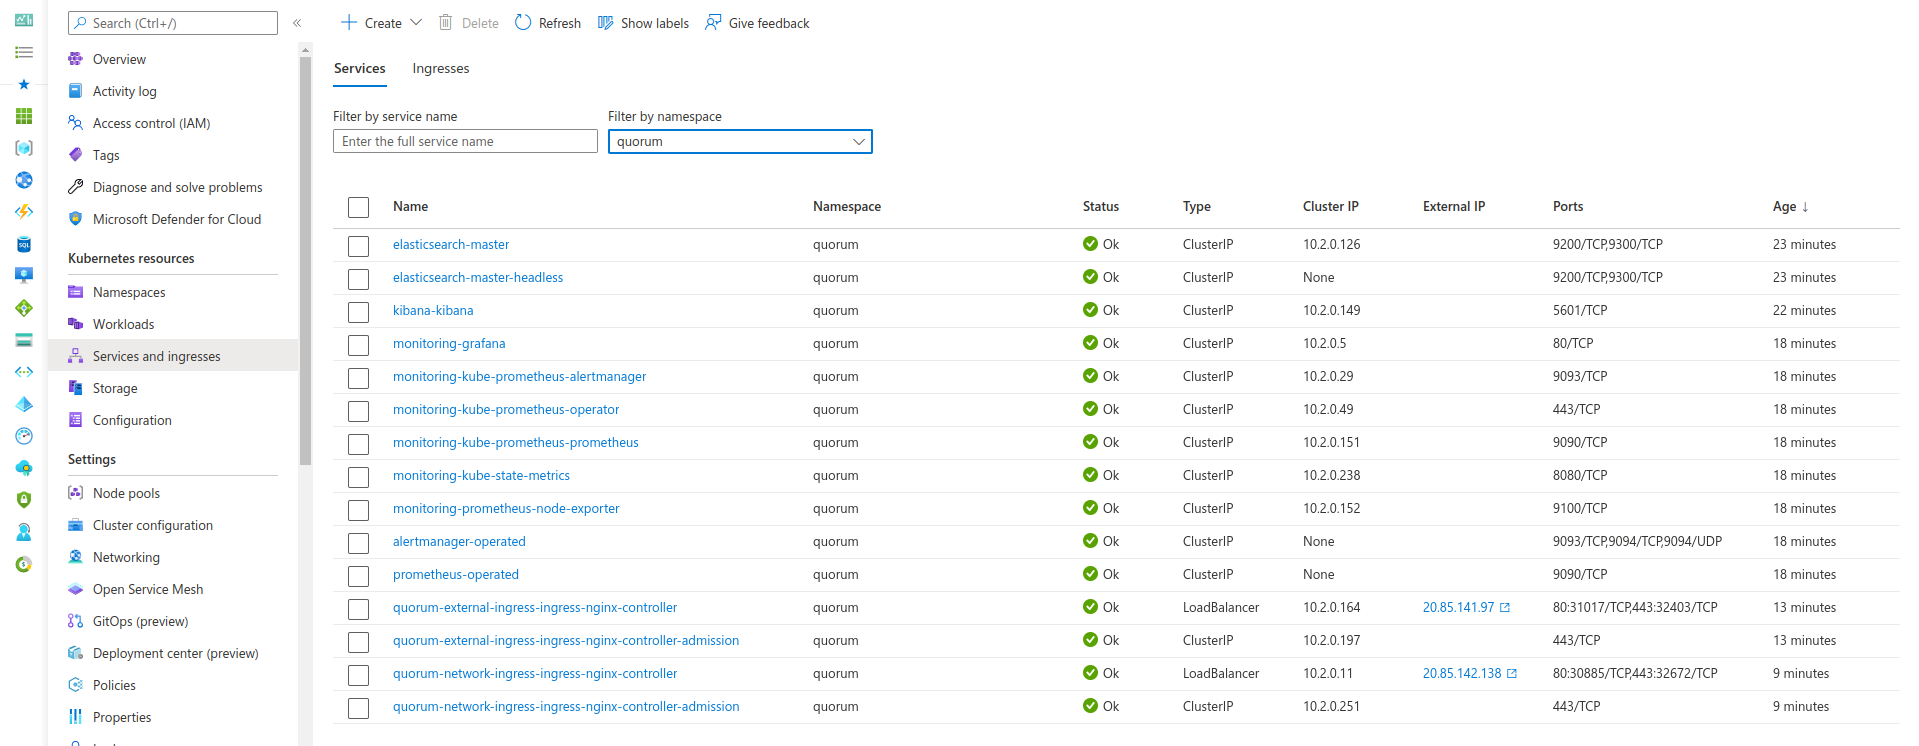 Search (Ctrl+/)
«
Overview
Activity log
Access control (IAM)
Tags
Diagnose and solve problems
Microsoft Defender for Cloud
Kubernetes resources
Namespaces
Workloads
Services and ingresses
Storage
Configuration
Settings
Node pools
Cluster configuration
Networking
Open Service Mesh
GitOps (preview)
Deployment center (preview)
Policies
Properties
Create Delete Refresh Show labels Give feedback
Services Ingresses
Filter by service name Filter by namespace
Enter the full service name quorum
Name Namespace Status Type Cluster IP External IP Ports Age ↓
elasticsearch-master quorum Ok ClusterIP 10.2.0.126 9200/TCP,9300/TCP 23 minutes
elasticsearch-master-headless quorum Ok ClusterIP None 9200/TCP,9300/TCP 23 minutes
kibana-kibana quorum Ok ClusterIP 10.2.0.149 5601/TCP 22 minutes
monitoring-grafana quorum Ok ClusterIP 10.2.0.5 80/TCP 18 minutes
monitoring-kube-prometheus-alertmanager quorum Ok ClusterIP 10.2.0.29 9093/TCP 18 minutes
monitoring-kube-prometheus-operator quorum Ok ClusterIP 10.2.0.49 443/TCP 18 minutes
monitoring-kube-prometheus-prometheus quorum Ok ClusterIP 10.2.0.151 9090/TCP 18 minutes
monitoring-kube-state-metrics quorum Ok ClusterIP 10.2.0.238 8080/TCP 18 minutes
monitoring-prometheus-node-exporter quorum Ok ClusterIP 10.2.0.152 9100/TCP 18 minutes
alertmanager-operated quorum Ok ClusterIP None 9093/TCP,9094/TCP,9094/UDP 18 minutes
prometheus-operated quorum Ok ClusterIP None 9090/TCP 18 minutes
quorum-external-ingress-ingress-nginx-controller quorum Ok LoadBalancer 10.2.0.164 20.85.141.97 80:31017/TCP,443:32403/TCP 13 minutes
quorum-external-ingress-ingress-nginx-controller-admission quorum Ok ClusterIP 10.2.0.197 443/TCP 13 minutes
quorum-network-ingress-ingress-nginx-controller quorum Ok LoadBalancer 10.2.0.11 20.85.142.138 80:30885/TCP,443:32672/TCP 9 minutes
quorum-network-ingress-ingress-nginx-controller-admission quorum Ok ClusterIP 10.2.0.251 443/TCP 9 minutes